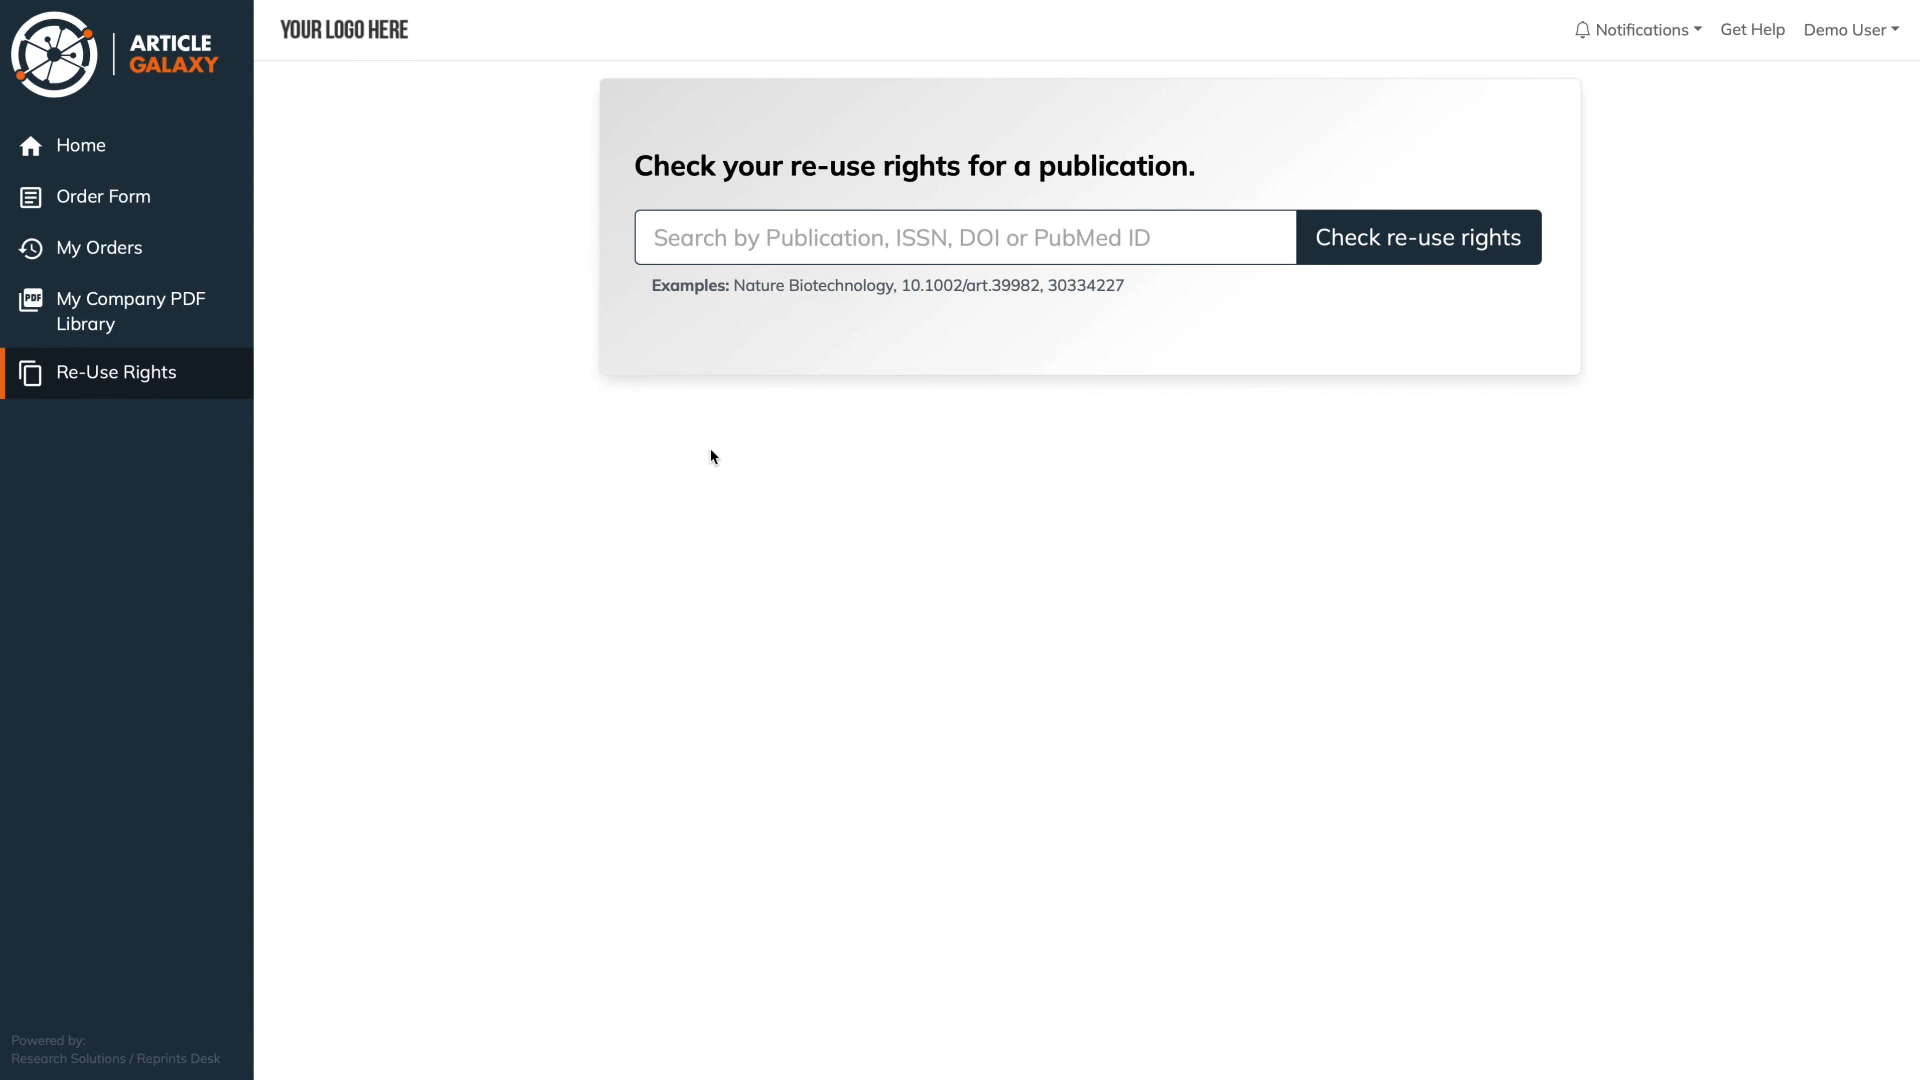 ARTICLE
GALAXY
YOUR LOGO HERE
Notifications
Get Help
Demo User
Home
Order Form
My Orders
PDF
My Company PDF
Library
Re-Use Rights
Check your re-use rights for a publication.
Search by Publication, ISSN, DOI or PubMed ID
Check re-use rights
Examples: Nature Biotechnology, 10.1002/art.39982, 30334227
Powered by:
Research Solutions / Reprints Desk